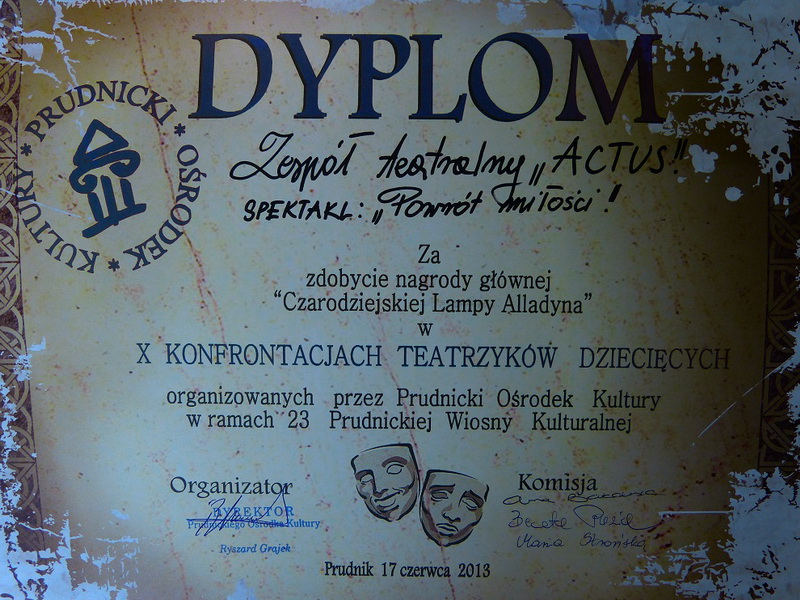 DYPLOM
PRUDNICKI * OŚRODEK * KULTURY *
Zespół teatralny „ACTUS!"
SPEKTAKL: „Powrót miłości!"
Za
zdobycie nagrody głównej
“Czarodziejskiej Lampy Alladyna”
w
X KONFRONTACJACH TEATRZYKÓW DZIECIĘCYCH
organizowanych przez Prudnicki Ośrodek Kultury
w ramach 23 Prudnickiej Wiosny Kulturalnej
Organizator
DYREKTOR
Prudnickiego Ośrodka Kultury
Ryszard Grajek
Komisja
Maria
Prudnik 17 czerwca 2013